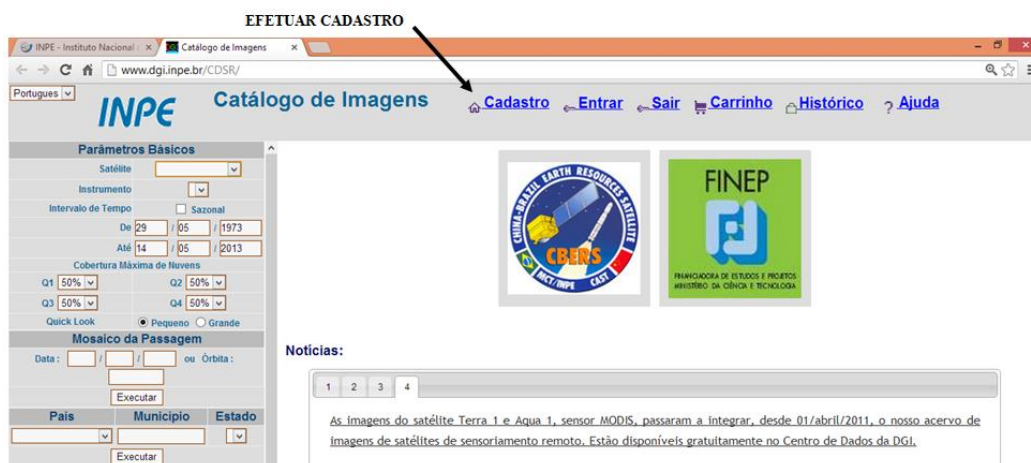 EFETUAR CADASTRO
INPE - Instituto Nacional
Catálogo de Imagens
www.dgi.inpe.br/CDSR/
Portugues
INPE
Catálogo de Imagens
Cadastro Entrar Sair Carrinho Histórico Ajuda
Parâmetros Básicos
Satélite
Instrumento
Intervalo de Tempo Sazonal
De 29 / 05 / 1973
Até 14 / 05 / 2013
Cobertura Máxima de Nuvens
Q1 50% Q2 50%
Q3 50% Q4 50%
Quick Look Pequeno Grande
Mosaico da Passagem
Data : / / ou Órbita :
Executar
País Município Estado
Executar
CHINA-BRAZIL EARTH RESOURCES SATELLITE
CBERS
MCT/INPE CAST
FINEP
FINANCIADORA DE ESTUDOS E PROJETOS
MINISTÉRIO DA CIÊNCIA E TECNOLOGIA
Notícias:
1 2 3 4
As imagens do satélite Terra 1 e Aqua 1, sensor MODIS, passaram a integrar, desde 01/abril/2011, o nosso acervo de
imagens de satélites de sensoriamento remoto. Estão disponíveis gratuitamente no Centro de Dados da DGI.